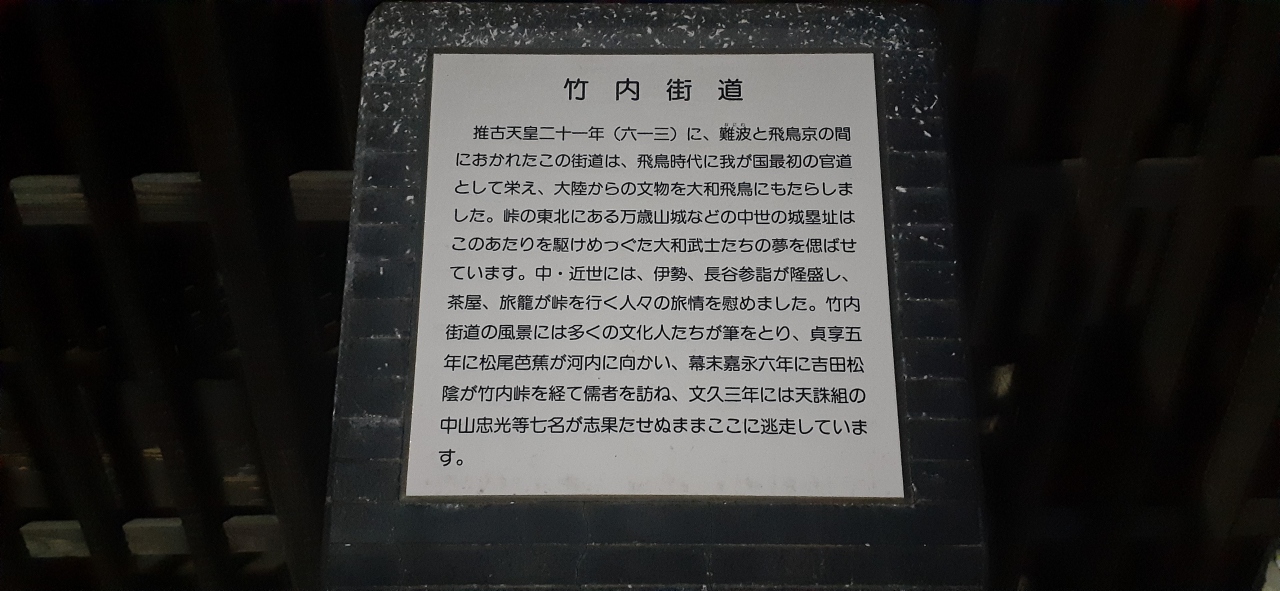 竹内街道
推古天皇二十一年（六一三）に、難波と飛鳥京の間
におかれたこの街道は、飛鳥時代に我が国最初の官道
として栄え、大陸からの文物を大和飛鳥にもたらしま
した。峠の東北にある万歳山城などの中世の城塁址は
このあたりを駆けめっぐた大和武士たちの夢を偲ばせ
ています。中・近世には、伊勢、長谷参詣が隆盛し、
茶屋、旅籠が峠を行く人々の旅情を慰めました。竹内
街道の風景には多くの文化人たちが筆をとり、貞享五
年に松尾芭蕉が河内に向かい、幕末嘉永六年に吉田松
陰が竹内峠を経て儒者を訪ね、文久三年には天誅組の
中山忠光等七名が志果たせぬままここに逃走していま
す。